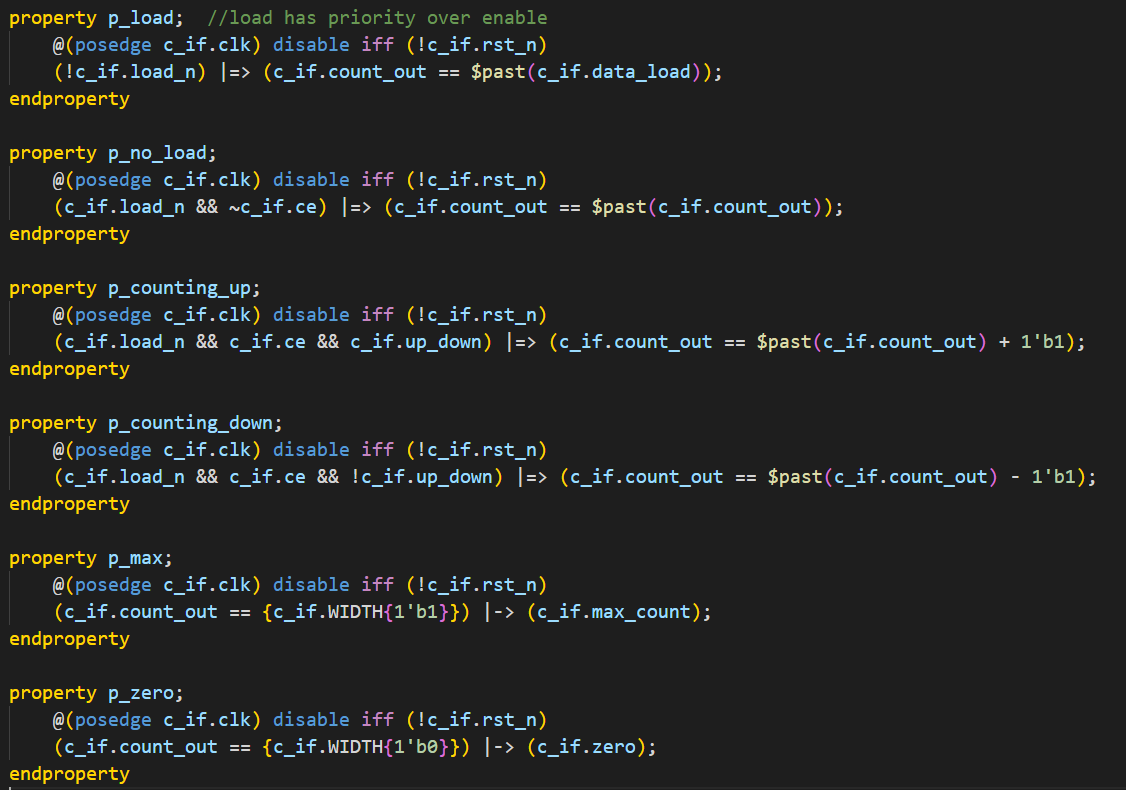 property p_load;  //load has priority over enable
    @(posedge c_if.clk) disable iff (!c_if.rst_n)
    (!c_if.load_n) |=> (c_if.count_out == $past(c_if.data_load));
endproperty

property p_no_load;
    @(posedge c_if.clk) disable iff (!c_if.rst_n)
    (c_if.load_n && ~c_if.ce) |=> (c_if.count_out == $past(c_if.count_out));
endproperty

property p_counting_up;
    @(posedge c_if.clk) disable iff (!c_if.rst_n)
    (c_if.load_n && c_if.ce && c_if.up_down) |=> (c_if.count_out == $past(c_if.count_out) + 1'b1);
endproperty

property p_counting_down;
    @(posedge c_if.clk) disable iff (!c_if.rst_n)
    (c_if.load_n && c_if.ce && !c_if.up_down) |=> (c_if.count_out == $past(c_if.count_out) - 1'b1);
endproperty

property p_max;
    @(posedge c_if.clk) disable iff (!c_if.rst_n)
    (c_if.count_out == {c_if.WIDTH{1'b1}}) |-> (c_if.max_count);
endproperty

property p_zero;
    @(posedge c_if.clk) disable iff (!c_if.rst_n)
    (c_if.count_out == {c_if.WIDTH{1'b0}}) |-> (c_if.zero);
endproperty